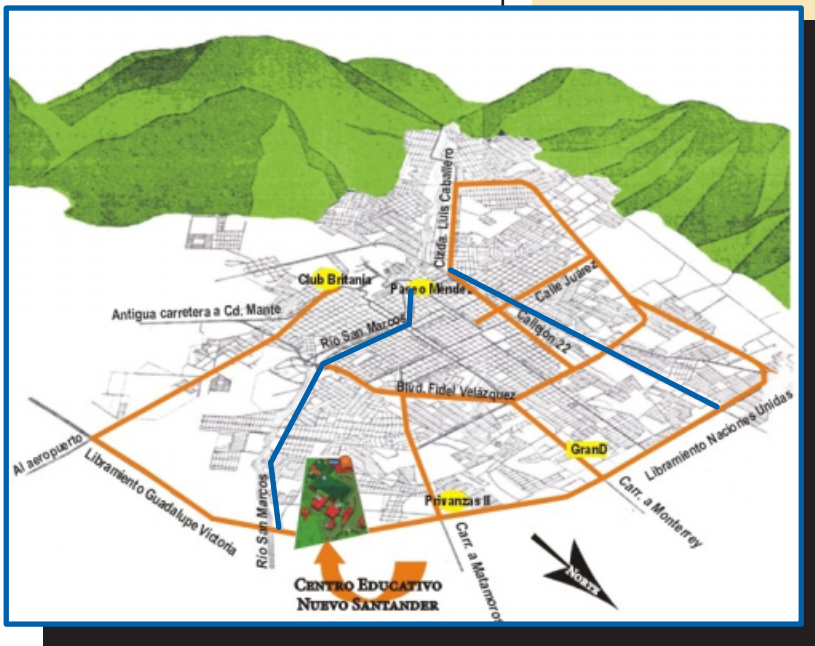 Clzda. Luis Caballero
Club Britania
Paseo Méndez
Calle Juárez
Antigua carretera a Cd. Mante
Río San Marcos
Callejón 22
Blvd. Fidel Velázquez
Al aeropuerto
Libramiento Guadalupe Victoria
Libramiento Naciones Unidas
GranD
Río San Marcos
Privanzas II
Carr. a Monterrey
Carr. a Matamoros
CENTRO EDUCATIVO
NUEVO SANTANDER
NORTE